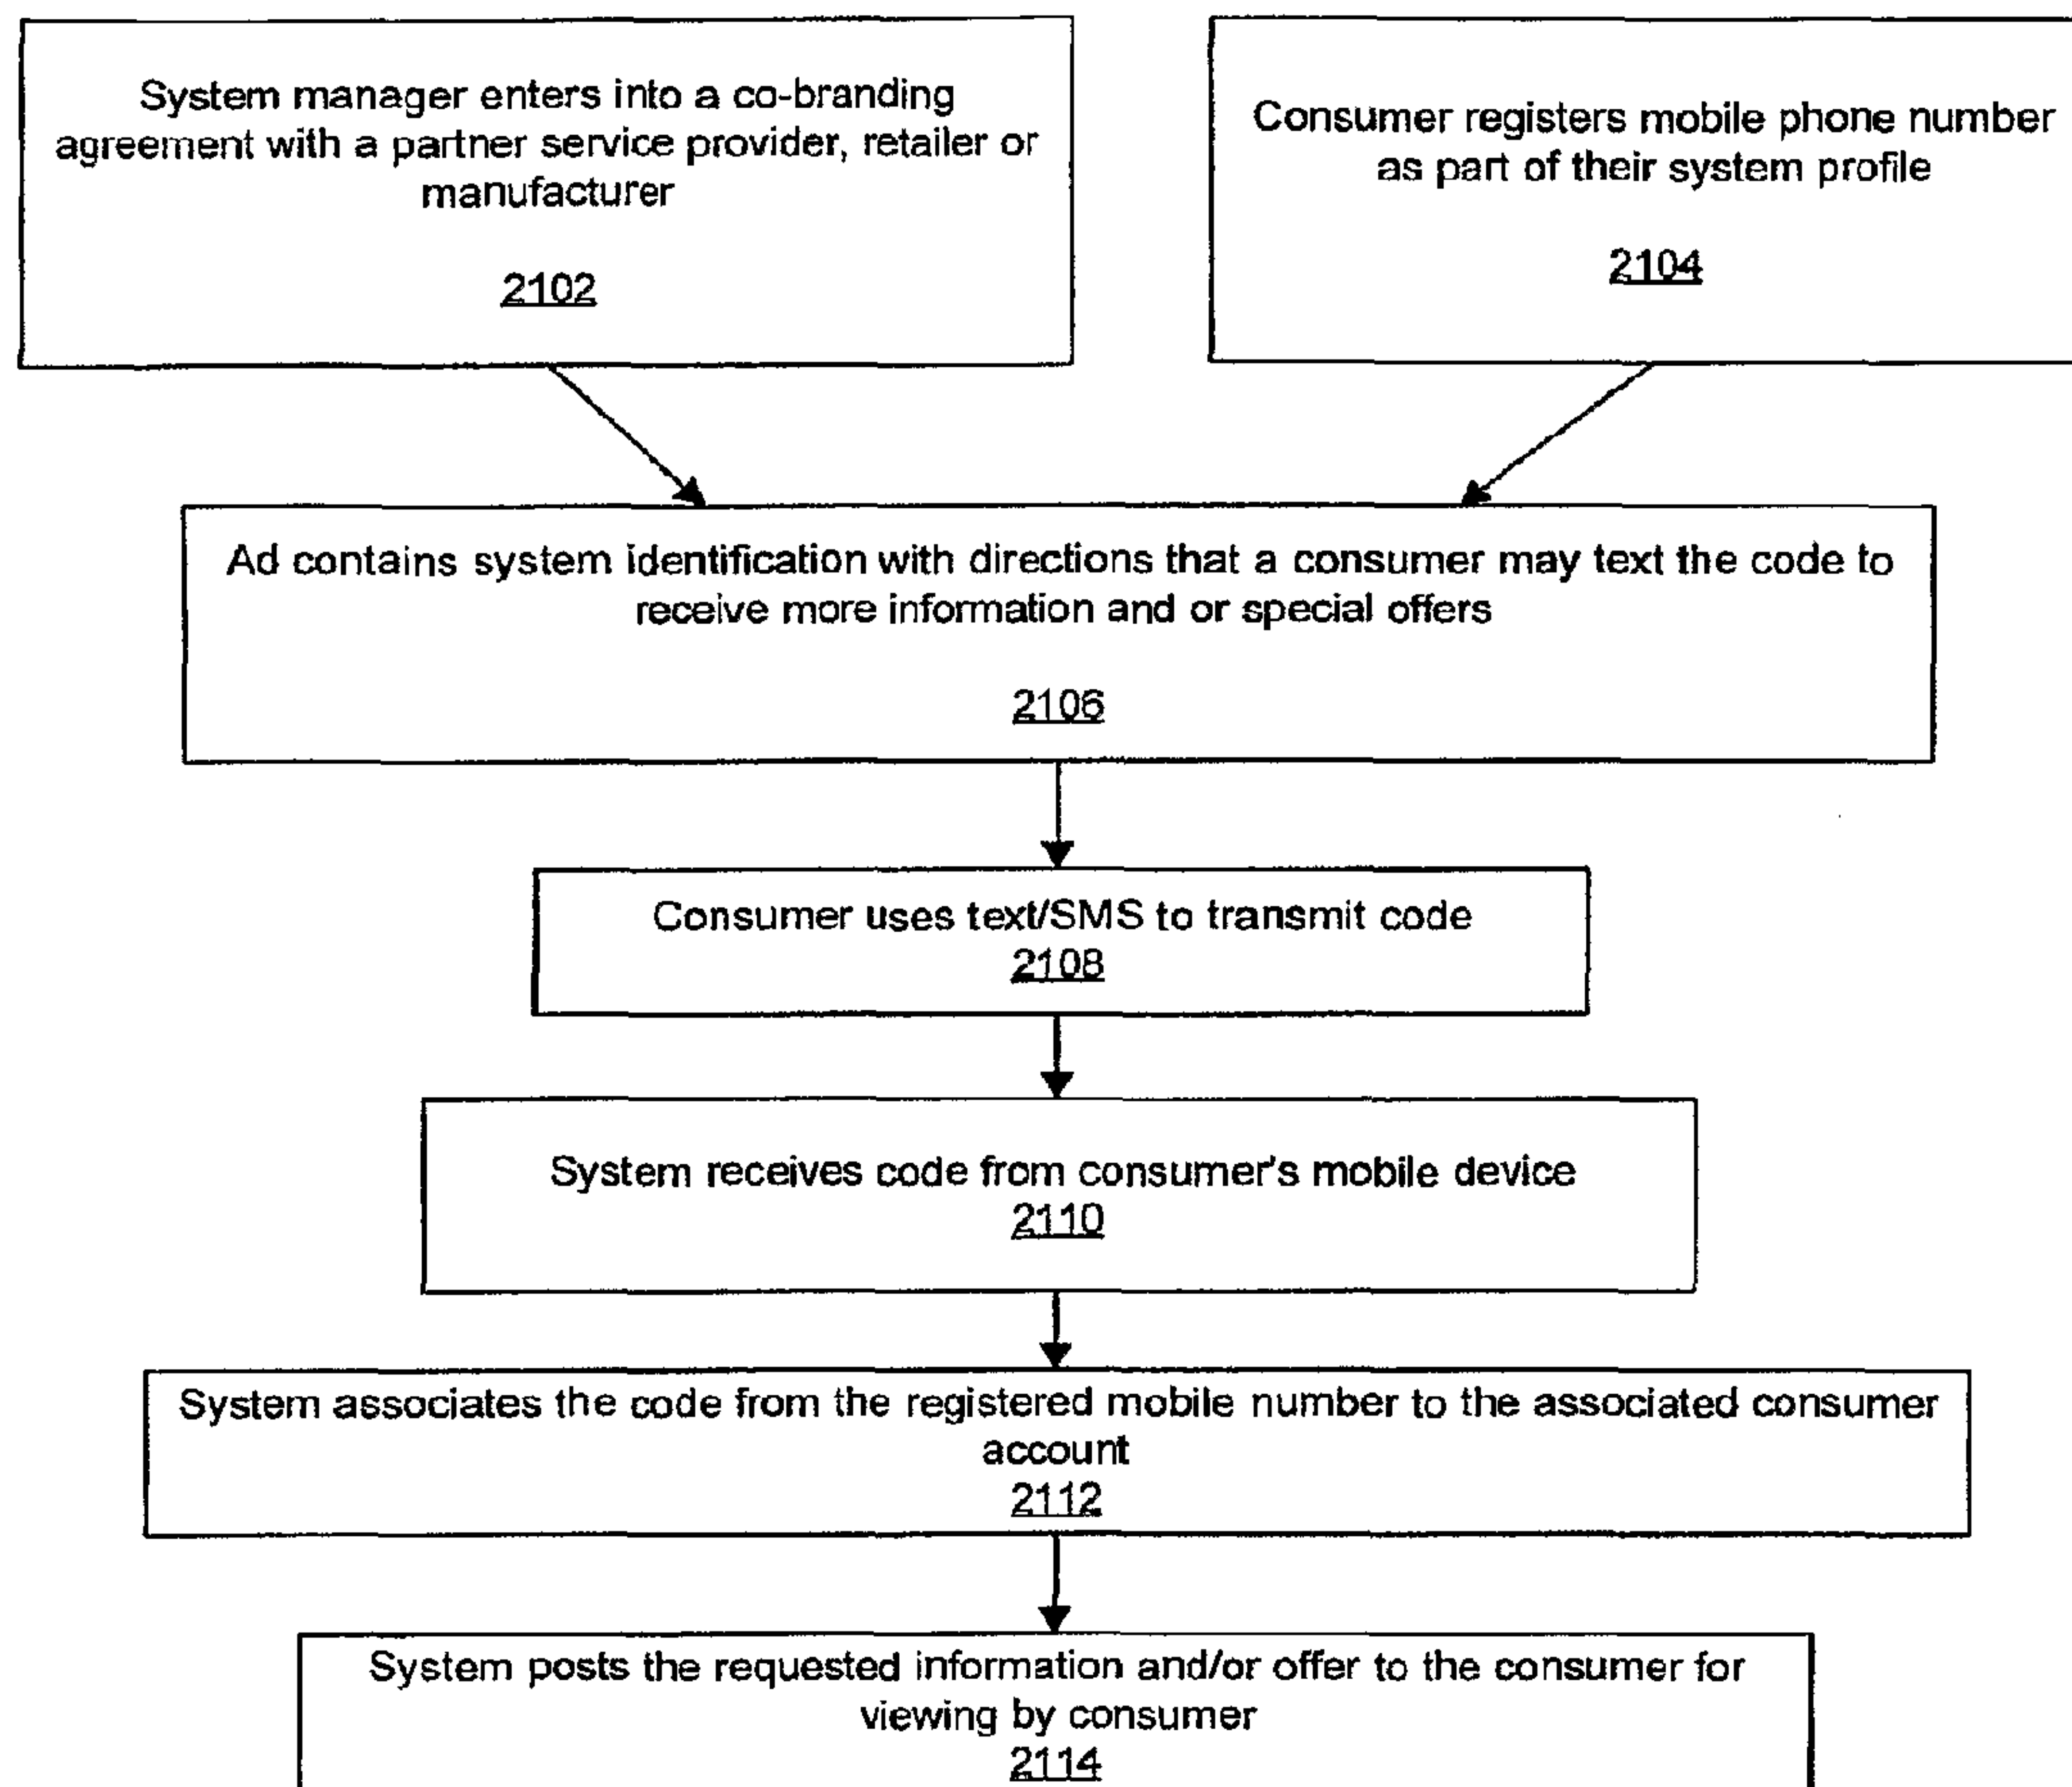 System manager enters into a co-branding
agreement with a partner service provider, retailer or
manufacturer
2102
Consumer registers mobile phone number
as part of their system profile
2104
Ad contains system identification with directions that a consumer may text the code to
receive more information and or special offers
2106
Consumer uses text/SMS to transmit code
2108
System receives code from consumer's mobile device
2110
System associates the code from the registered mobile number to the associated consumer
account
2112
System posts the requested information and/or offer to the consumer for
viewing by consumer
2114